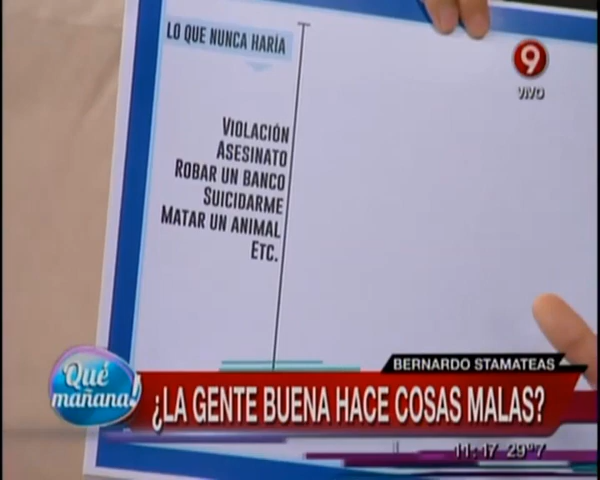 LO QUE NUNCA HARÍA
9
VIVO
VIOLACIÓN
ASESINATO
ROBAR UN BANCO
SUICIDARME
MATAR UN ANIMAL
ETC.
BERNARDO STAMATEAS
Qué mañana!
¿LA GENTE BUENA HACE COSAS MALAS?
11:17 29°7